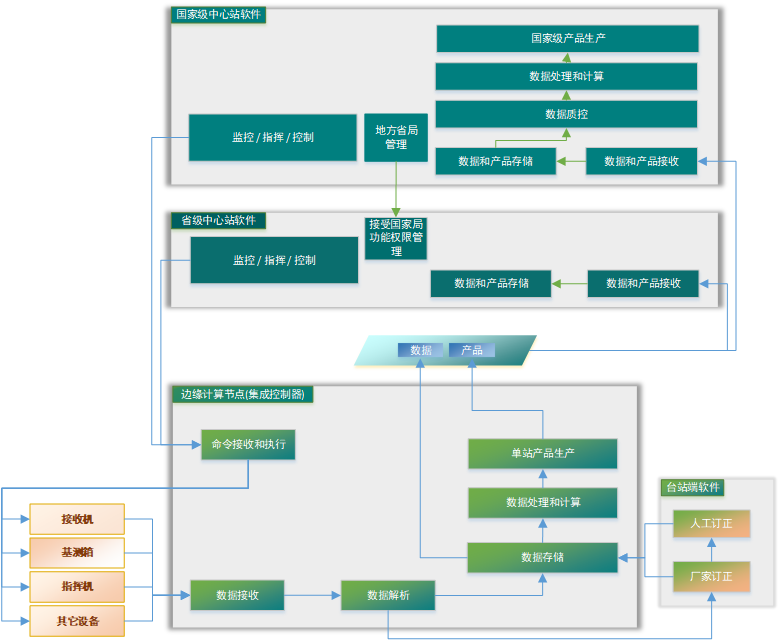 国家级中心站软件
国家级产品生产
数据处理和计算
数据质控
监控 / 指挥 / 控制
地方省局
管理
数据和产品存储
数据和产品接收
省级中心站软件
接受国家局
功能权限管
理
监控 / 指挥 / 控制
数据和产品存储
数据和产品接收
数据
产品
边缘计算节点(集成控制器)
命令接收和执行
单站产品生产
数据处理和计算
数据存储
数据接收
数据解析
接收机
基测箱
指挥机
其它设备
台站端软件
人工订正
厂家订正